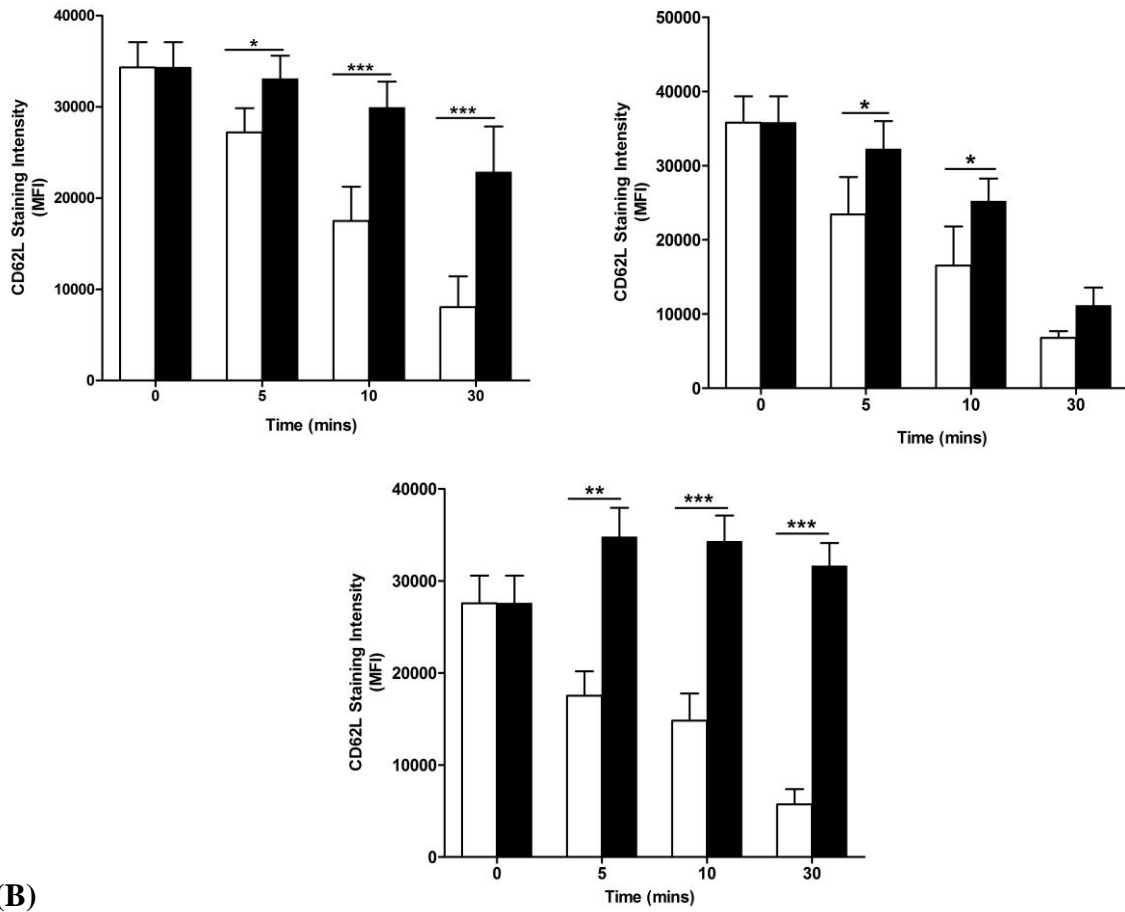 40000
30000
20000
10000
0
CD62L Staining Intensity
(MFI)
*
***
***
0 5 10 30
Time (mins)
50000
40000
30000
20000
10000
0
CD62L Staining Intensity
(MFI)
*
*
0 5 10 30
Time (mins)
40000
30000
20000
10000
0
CD62L Staining Intensity
(MFI)
**
***
***
0 5 10 30
Time (mins)
(B)